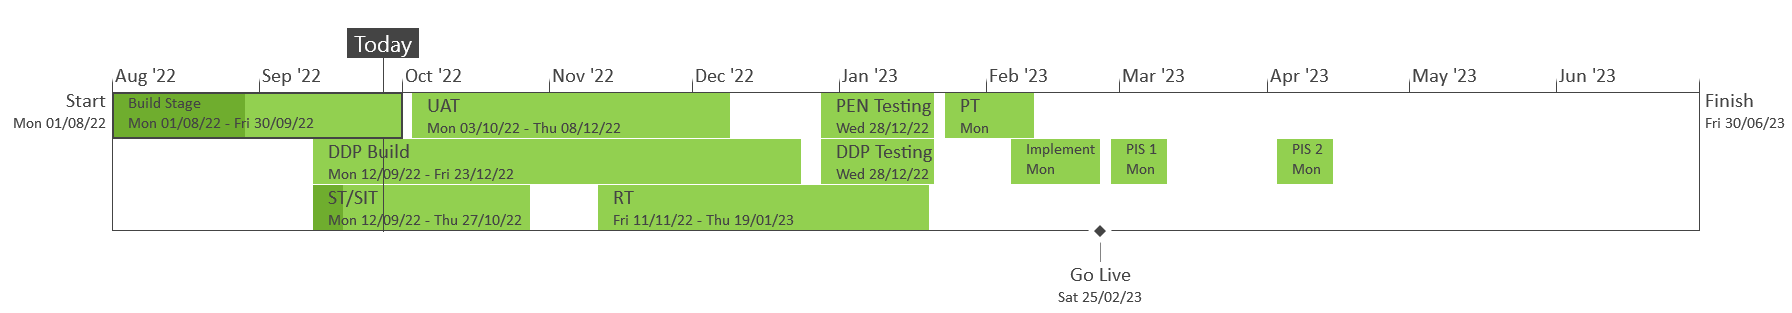 Today
Aug '22 Sep '22 Oct '22 Nov '22 Dec '22 Jan '23 Feb '23 Mar '23 Apr '23 May '23 Jun '23
Start
Mon 01/08/22
Build Stage
Mon 01/08/22 - Fri 30/09/22
UAT
Mon 03/10/22 - Thu 08/12/22
PEN Testing
Wed 28/12/22
PT
Mon
Finish
Fri 30/06/23
DDP Build
Mon 12/09/22 - Fri 23/12/22
DDP Testing
Wed 28/12/22
Implement
Mon
PIS 1
Mon
PIS 2
Mon
ST/SIT
Mon 12/09/22 - Thu 27/10/22
RT
Fri 11/11/22 - Thu 19/01/23
Go Live
Sat 25/02/23